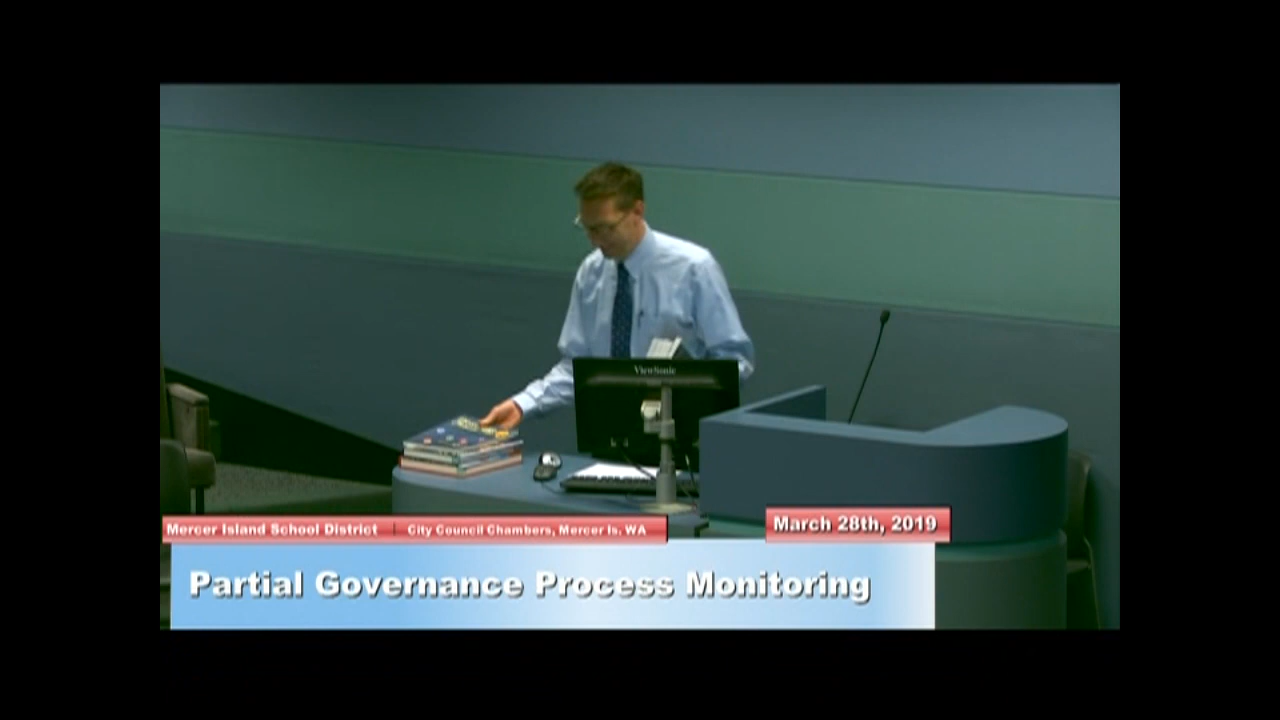 ViewSonic
Mercer Island School District | City Council Chambers, Mercer Is, WA
March 28th, 2019
Partial Governance Process Monitoring